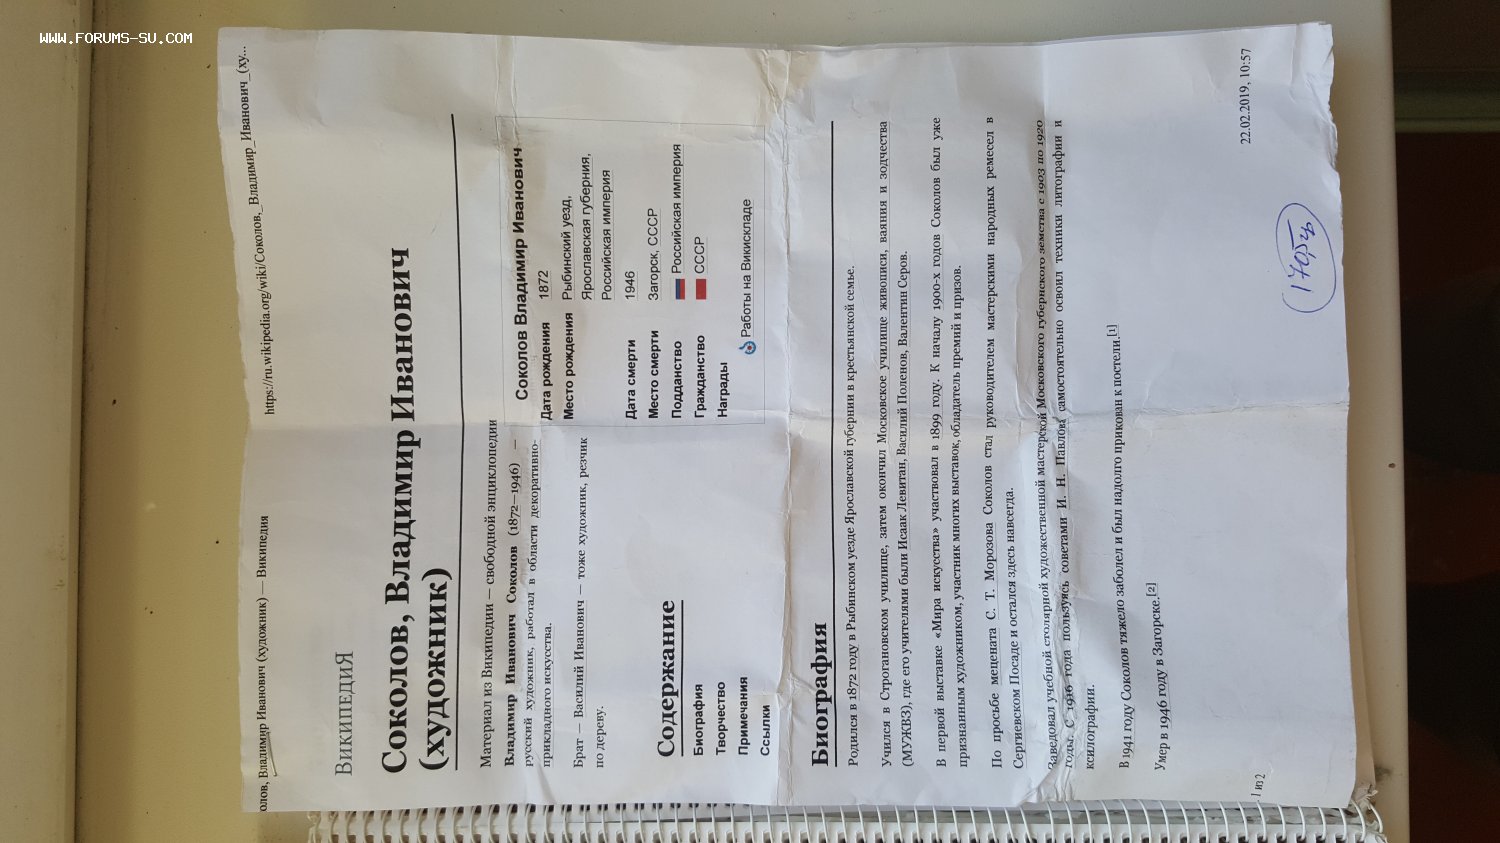 WWW.FORUMS-SU.COM
олов, Владимир Иванович (художник) — Википедия
https://ru.wikipedia.org/wiki/Соколов,_Владимир_Иванович_(ху...
ВикипедиЯ
Соколов, Владимир Иванович
(художник)
Материал из Википедии — свободной энциклопедии
Владимир Иванович Соколов (1872—1946) —
русский художник, работал в области декоративно-
прикладного искусства.
Брат — Василий Иванович — тоже художник, резчик
по дереву.
Соколов Владимир Иванович
Дата рождения 1872
Место рождения Рыбинский уезд,
Ярославская губерния,
Российская империя
Дата смерти 1946
Место смерти Загорск, СССР
Подданство Российская империя
Гражданство СССР
Награды
Работы на Викискладе
Содержание
Биография
Творчество
Примечания
Ссылки
Биография
Родился в 1872 году в Рыбинском уезде Ярославской губернии в крестьянской семье.
Учился в Строгановском училище, затем окончил Московское училище живописи, ваяния и зодчества
(МУЖВЗ), где его учителями были Исаак Левитан, Василий Поленов, Валентин Серов.
В первой выставке «Мира искусства» участвовал в 1899 году. К началу 1900-х годов Соколов был уже
признанным художником, участник многих выставок, обладатель премий и призов.
По просьбе мецената С. Т. Морозова Соколов стал руководителем мастерскими народных ремесел в
Сергиевском Посаде и остался здесь навсегда.
Заведовал учебной столярной художественной мастерской Московского губернского земства с 1903 по 1920
годы. С 1916 года пользуясь советами И. Н. Павлова самостоятельно освоил техники литографии и
ксилографии.
В 1941 году Соколов тяжело заболел и был надолго прикован к постели.[1]
Умер в 1946 году в Загорске.[2]
1 из 2
22.02.2019, 10:57